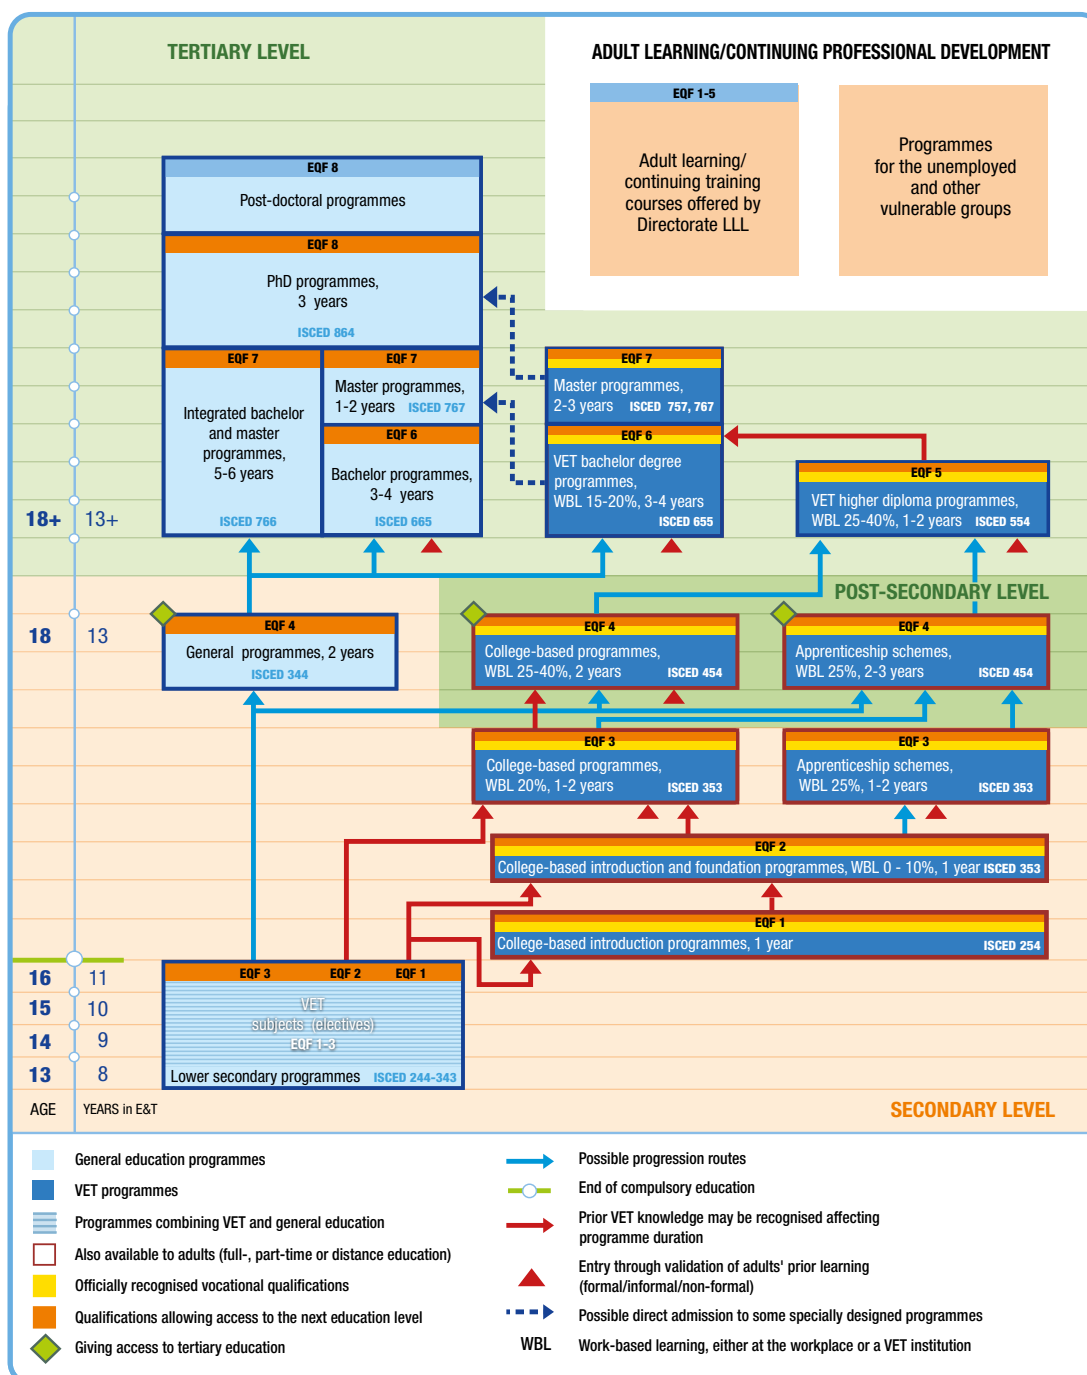 TERTIARY LEVEL
ADULT LEARNING/CONTINUING PROFESSIONAL DEVELOPMENT
EQF 1-5
Adult learning/
continuing training
courses offered by
Directorate LLL
Programmes
for the unemployed
and other
vulnerable groups
EQF 8
Post-doctoral programmes
EQF 8
PhD programmes,
3 years
ISCED 864
EQF 7
Integrated bachelor
and master
programmes,
5-6 years
ISCED 766
EQF 7
Master programmes,
1-2 years ISCED 767
EQF 6
Bachelor programmes,
3-4 years
ISCED 665
EQF 7
Master programmes,
2-3 years ISCED 757, 767
EQF 6
VET bachelor degree
programmes,
WBL 15-20%, 3-4 years
ISCED 655
EQF 5
VET higher diploma programmes,
WBL 25-40%, 1-2 years ISCED 554
18+ 13+
POST-SECONDARY LEVEL
18 13
EQF 4
General programmes, 2 years
ISCED 344
EQF 4
College-based programmes,
WBL 25-40%, 2 years ISCED 454
EQF 4
Apprenticeship schemes,
WBL 25%, 2-3 years ISCED 454
EQF 3
College-based programmes,
WBL 20%, 1-2 years ISCED 353
EQF 3
Apprenticeship schemes,
WBL 25%, 1-2 years ISCED 353
EQF 2
College-based introduction and foundation programmes, WBL 0 - 10%, 1 year ISCED 353
EQF 1
College-based introduction programmes, 1 year ISCED 254
16 11
15 10
14 9
13 8
EQF 3 EQF 2 EQF 1
VET
subjects (electives)
EQF 1-3
Lower secondary programmes ISCED 244-343
AGE YEARS in E&T
SECONDARY LEVEL
General education programmes
VET programmes
Programmes combining VET and general education
Also available to adults (full-, part-time or distance education)
Officially recognised vocational qualifications
Qualifications allowing access to the next education level
Giving access to tertiary education
Possible progression routes
End of compulsory education
Prior VET knowledge may be recognised affecting
programme duration
Entry through validation of adults' prior learning
(formal/informal/non-formal)
Possible direct admission to some specially designed programmes
WBL Work-based learning, either at the workplace or a VET institution